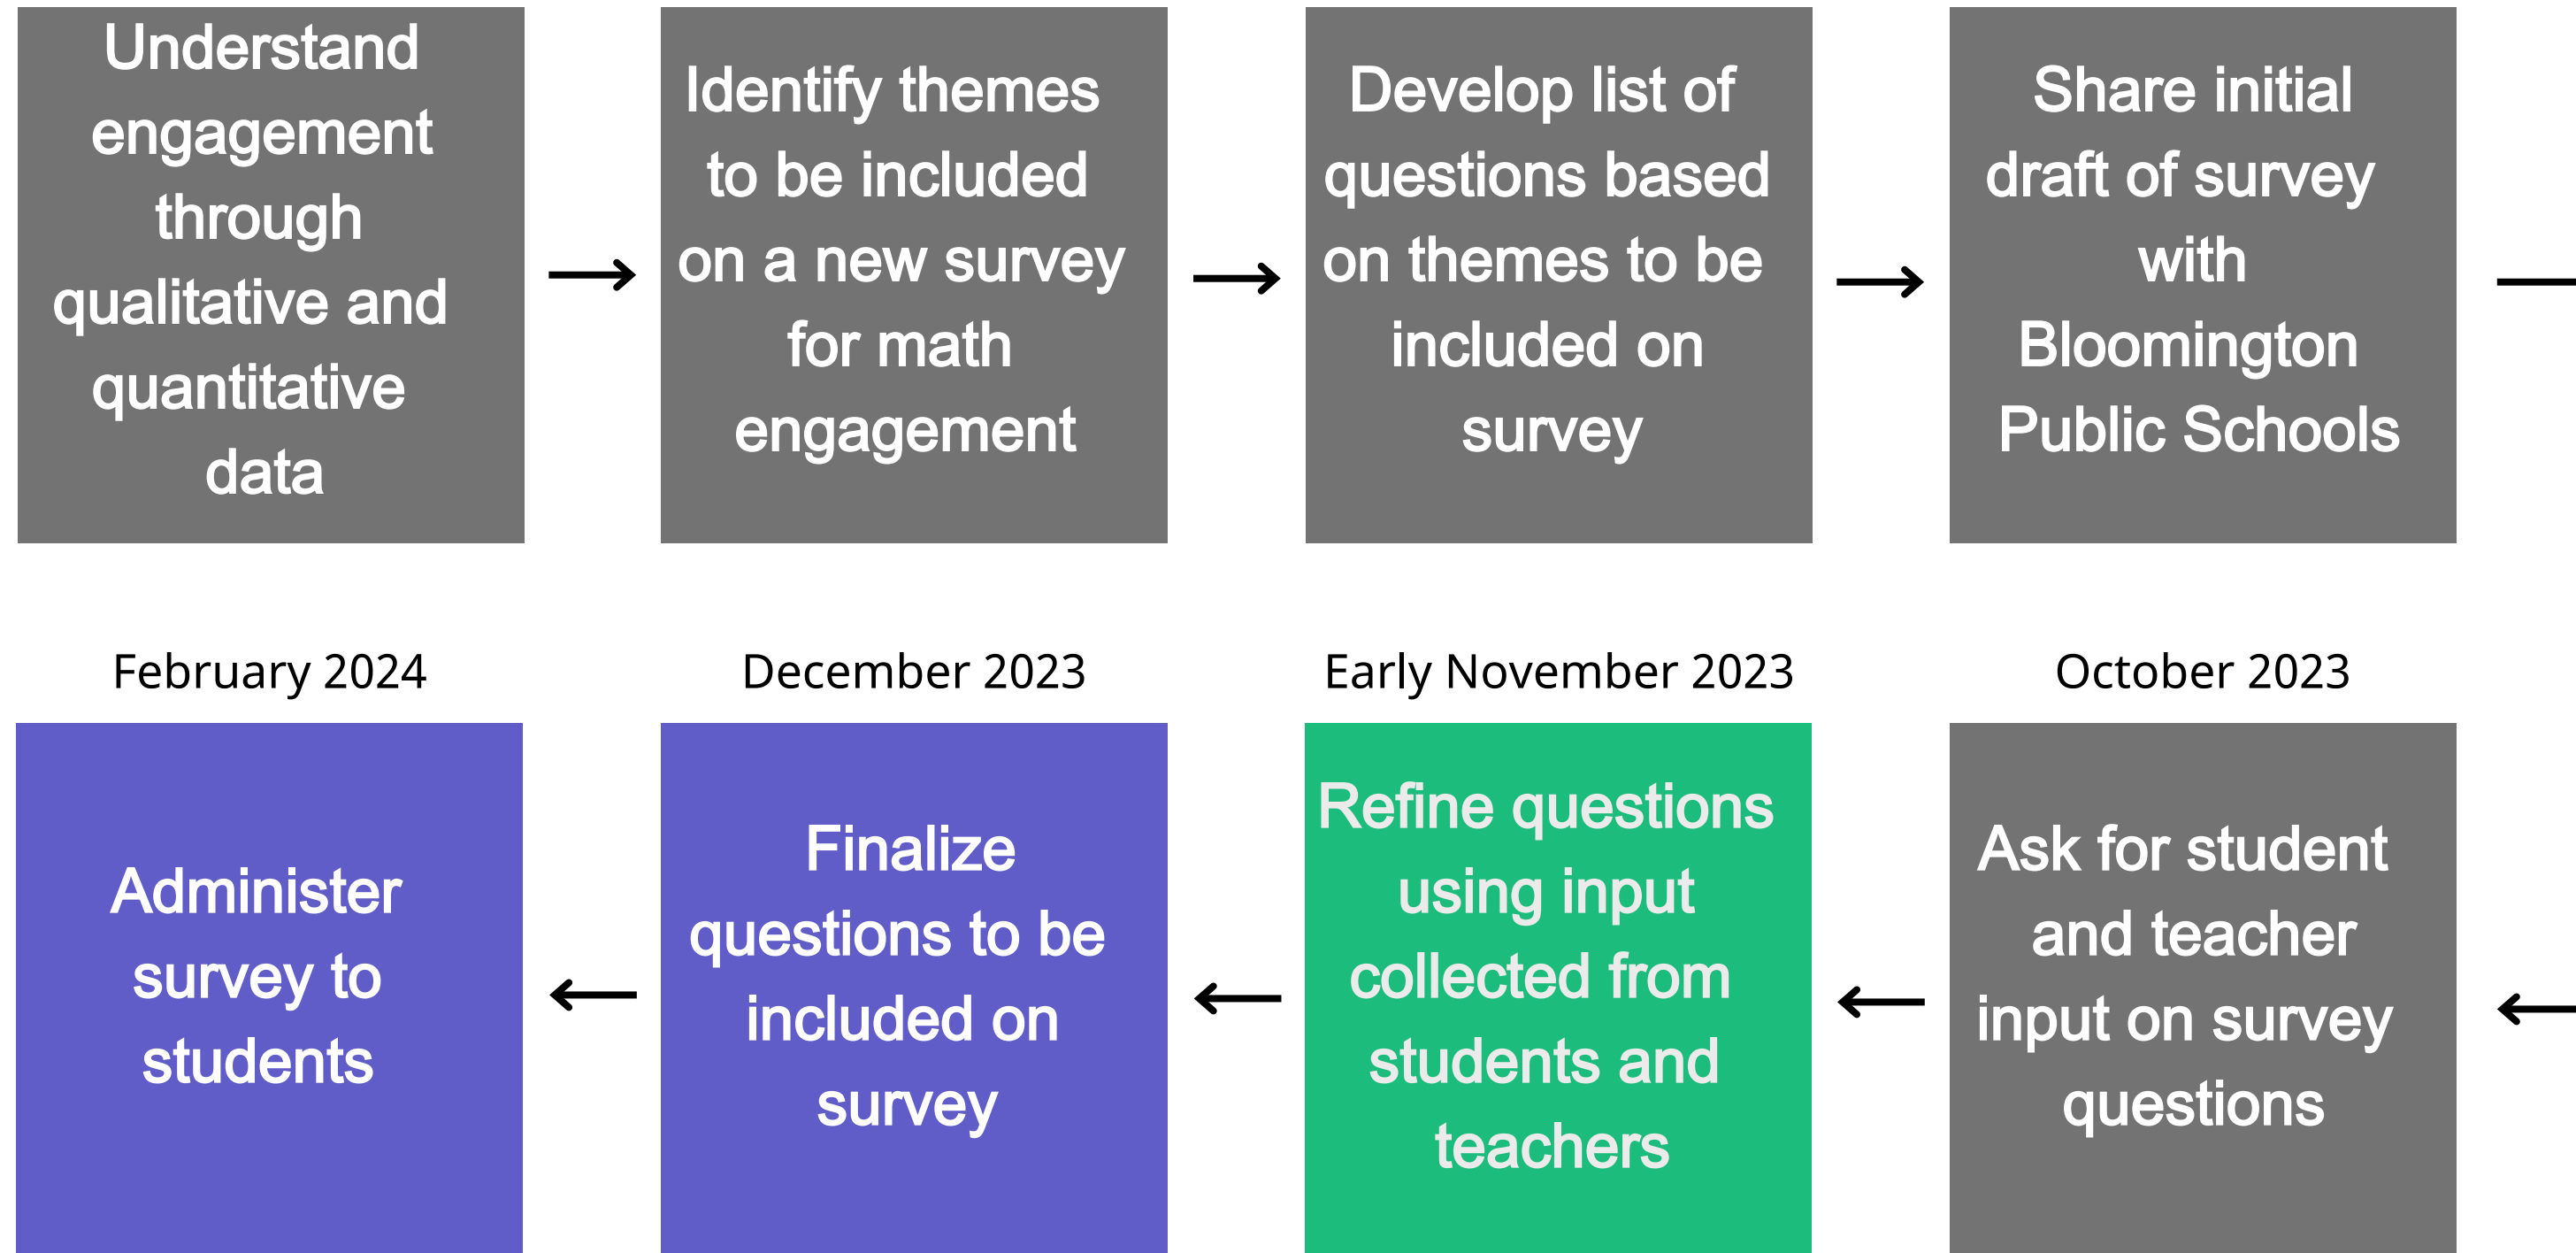 Understand
engagement
through
qualitative and
quantitative
data
Identify themes
to be included
on a new survey
for math
engagement
Develop list of
questions based
on themes to be
included on
survey
Share initial
draft of survey
with
Bloomington
Public Schools
February 2024
December 2023
Early November 2023
October 2023
Administer
survey to
students
Finalize
questions to be
included on
survey
Refine questions
using input
collected from
students and
teachers
Ask for student
and teacher
input on survey
questions